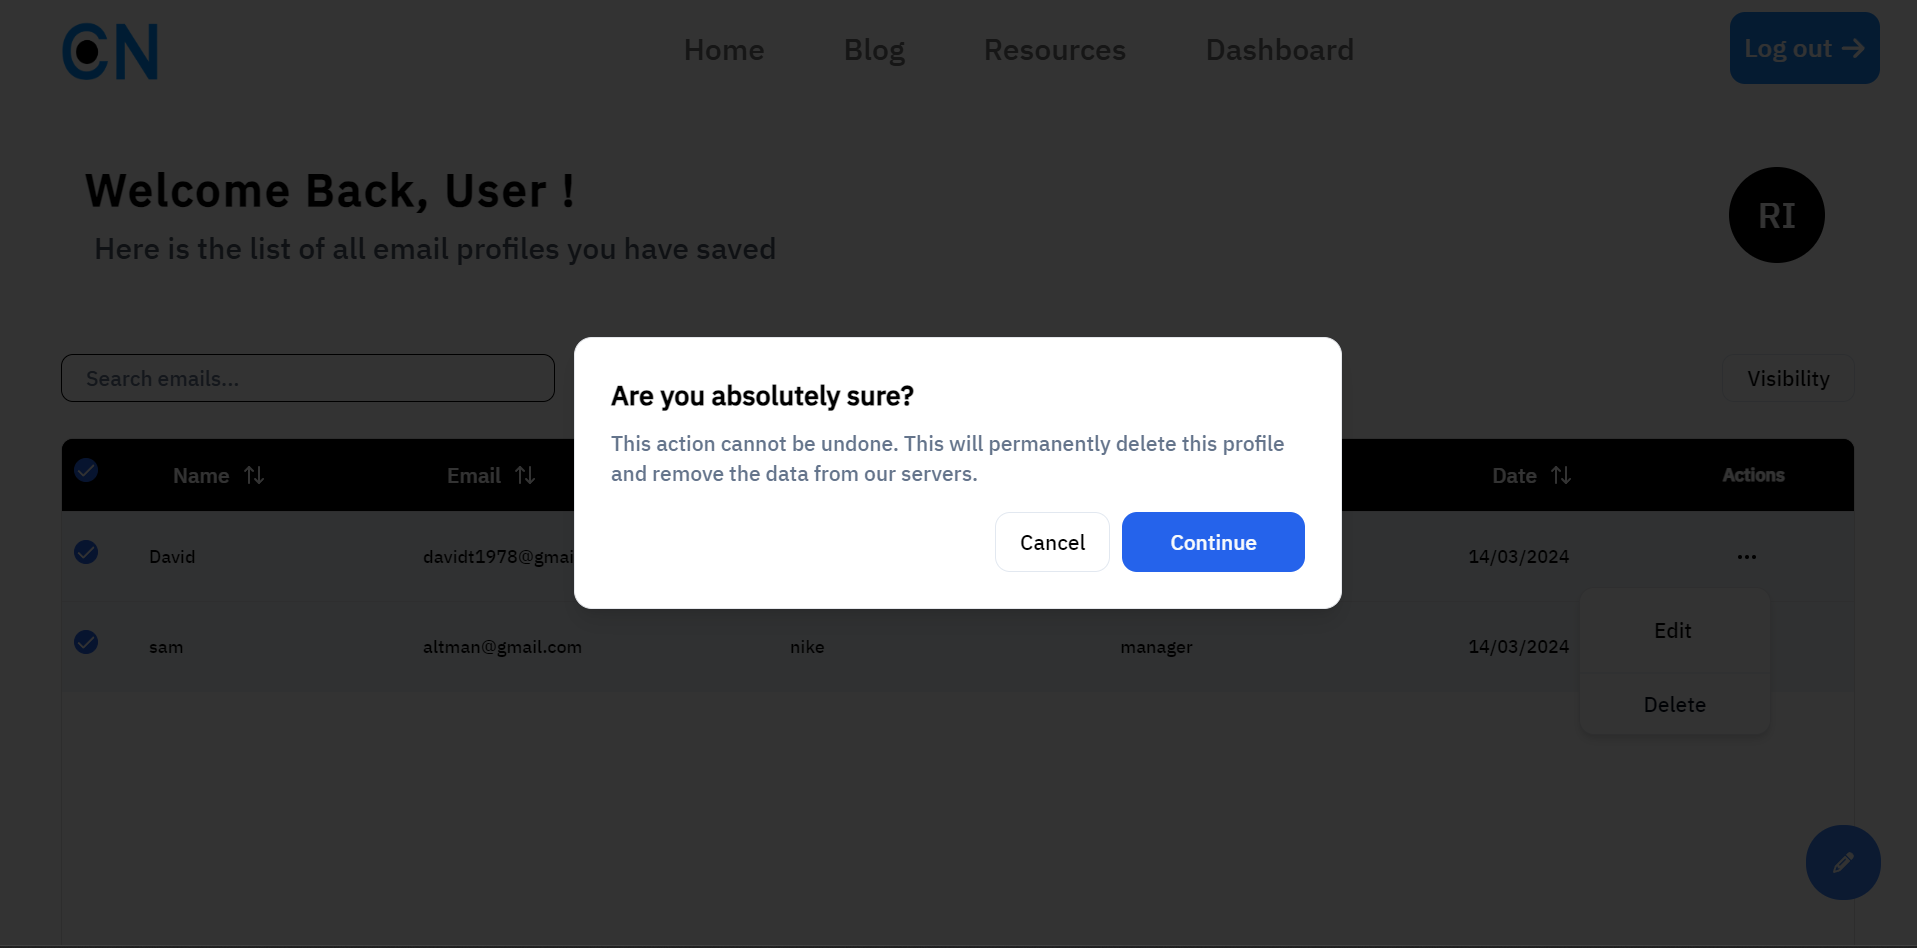 CN
Home Blog Resources Dashboard
Log out
Welcome Back, User !
Here is the list of all email profiles you have saved
RI
Search emails...
Visibility
Are you absolutely sure?
This action cannot be undone. This will permanently delete this profile
and remove the data from our servers.
Cancel Continue
Name Email Date Actions
David davidt1978@gmai 14/03/2024 ...
sam altman@gmail.com nike manager 14/03/2024
Edit
Delete